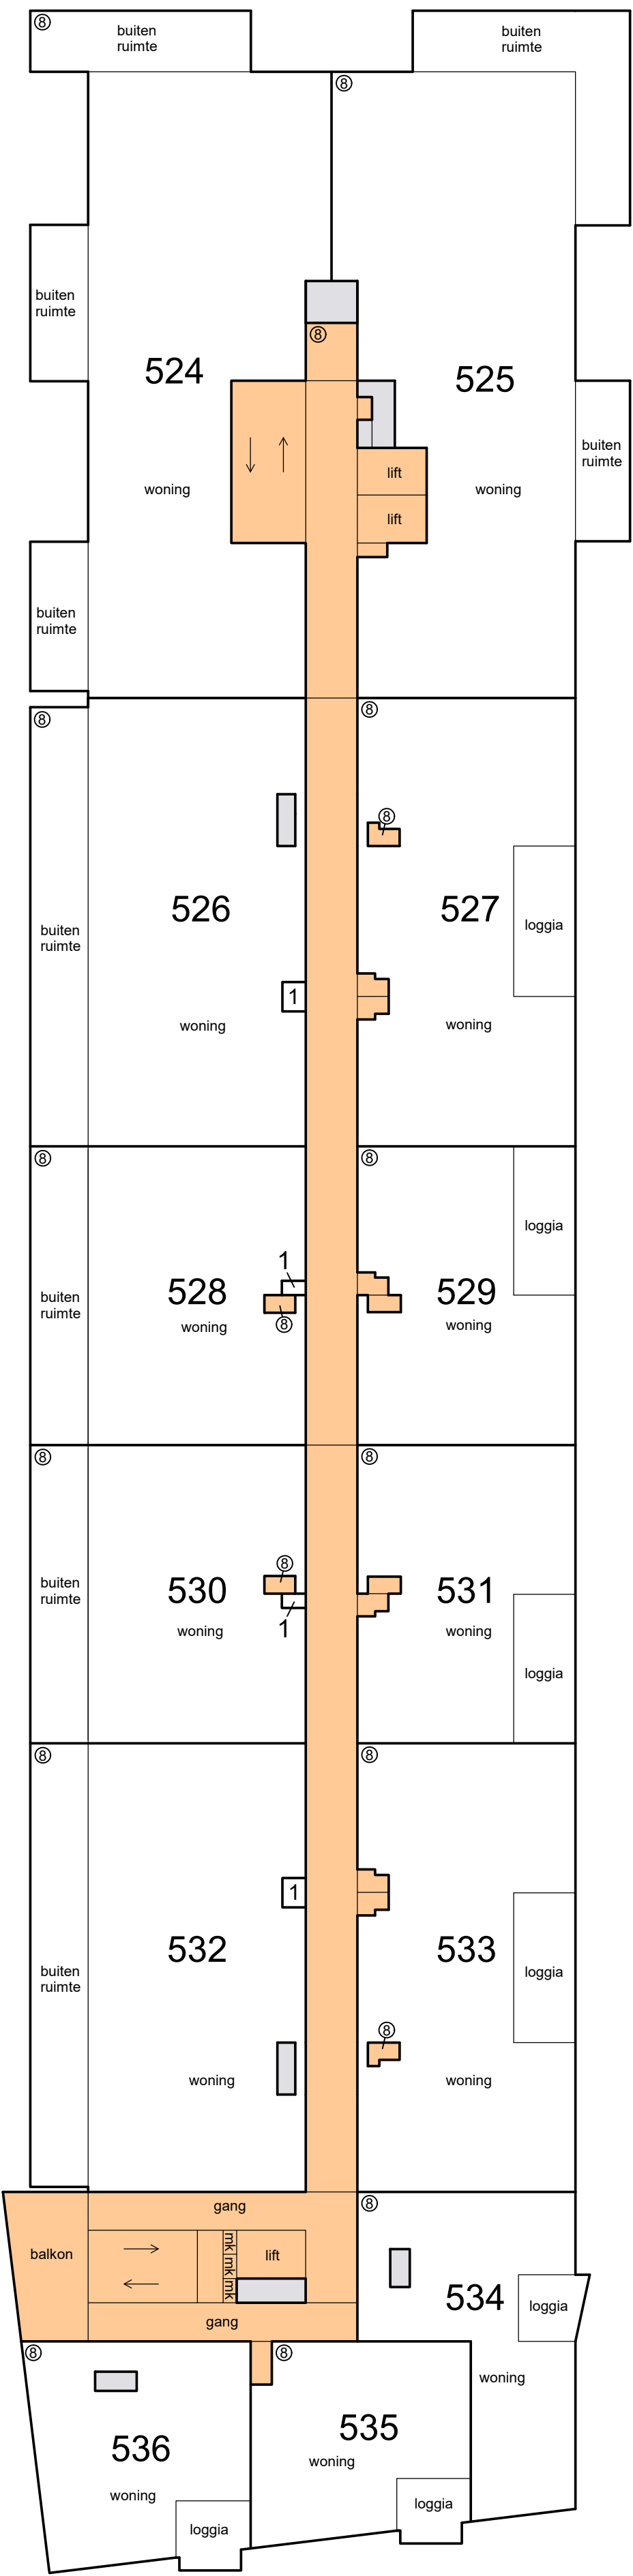 ⑧
buiten
ruimte
buiten
ruimte
⑧
buiten
ruimte
⑧
524
525
buiten
ruimte
woning
lift
woning
lift
buiten
ruimte
⑧
⑧
⑧
526
527
loggia
buiten
ruimte
1
woning
woning
⑧
⑧
loggia
1
528
529
buiten
ruimte
woning
⑧
woning
⑧
⑧
⑧
530
531
buiten
ruimte
woning
1
woning
loggia
⑧
⑧
1
532
533
buiten
ruimte
loggia
⑧
woning
woning
gang
⑧
balkon
mk
mk
mk
lift
534
loggia
gang
⑧
⑧
woning
535
536
woning
woning
loggia
loggia